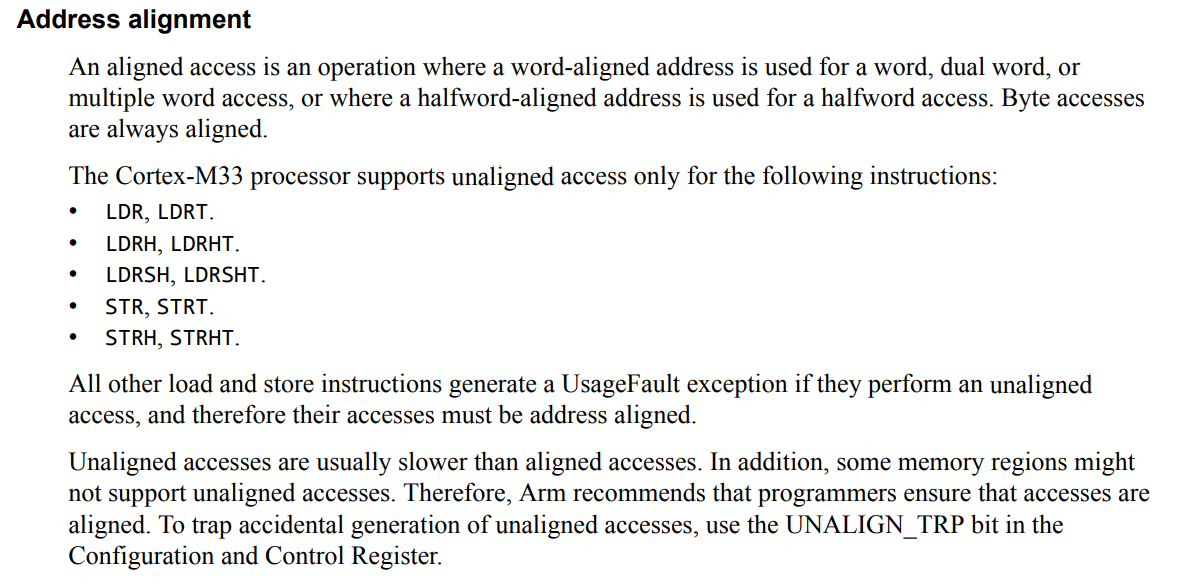 Address alignment
An aligned access is an operation where a word-aligned address is used for a word, dual word, or
multiple word access, or where a halfword-aligned address is used for a halfword access. Byte accesses
are always aligned.
The Cortex-M33 processor supports unaligned access only for the following instructions:
• LDR, LDRT.
• LDRH, LDRHT.
• LDRSH, LDRSHT.
• STR, STRT.
• STRH, STRHT.
All other load and store instructions generate a UsageFault exception if they perform an unaligned
access, and therefore their accesses must be address aligned.
Unaligned accesses are usually slower than aligned accesses. In addition, some memory regions might
not support unaligned accesses. Therefore, Arm recommends that programmers ensure that accesses are
aligned. To trap accidental generation of unaligned accesses, use the UNALIGN_TRP bit in the
Configuration and Control Register.